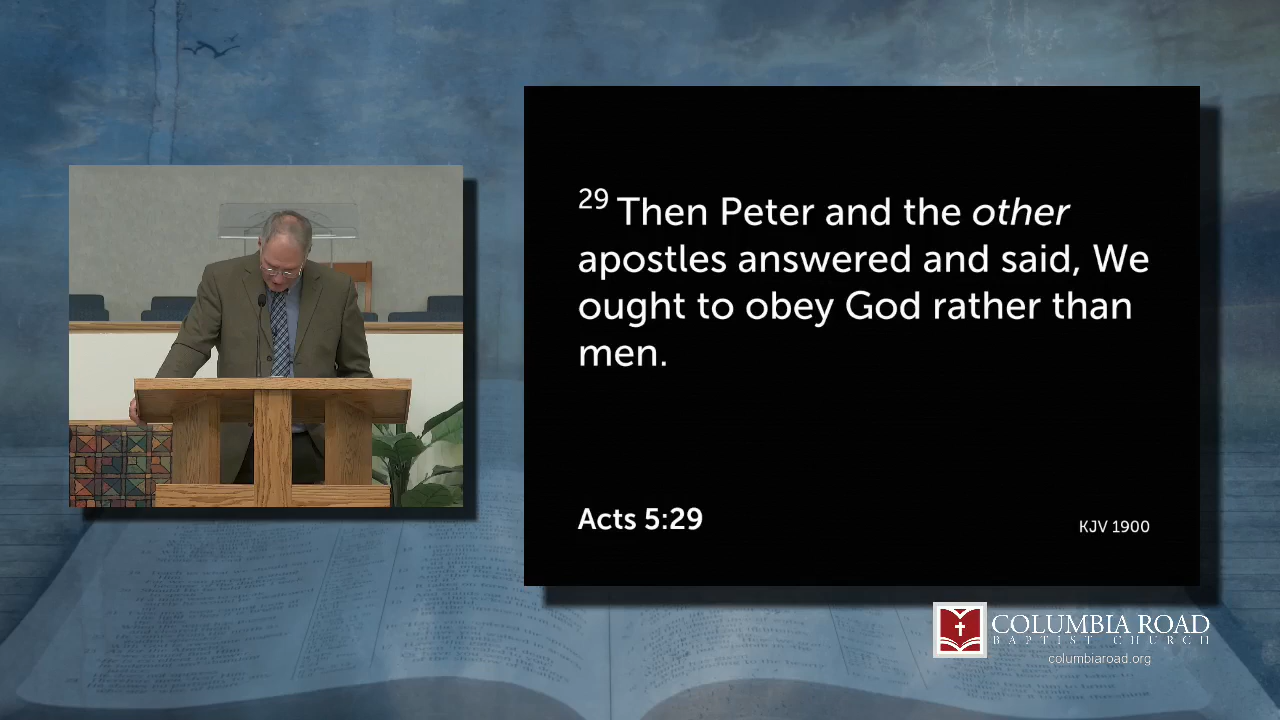 29 Then Peter and the other
apostles answered and said, We
ought to obey God rather than
men.
Acts 5:29
KJV 1900
COLUMBIA ROAD
BAPTIST CHURCH
columbiaroad.org